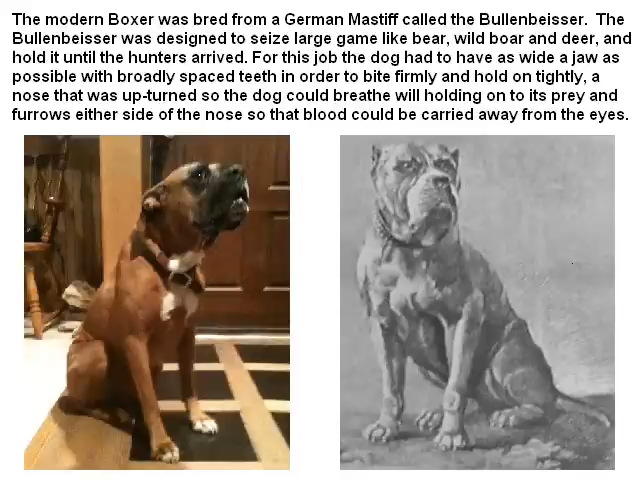 The modern Boxer was bred from a German Mastiff called the Bullenbeisser.  The
Bullenbeisser was designed to seize large game like bear, wild boar and deer, and
hold it until the hunters arrived. For this job the dog had to have as wide a jaw as
possible with broadly spaced teeth in order to bite firmly and hold on tightly, a
nose that was up-turned so the dog could breathe will holding on to its prey and
furrows either side of the nose so that blood could be carried away from the eyes.